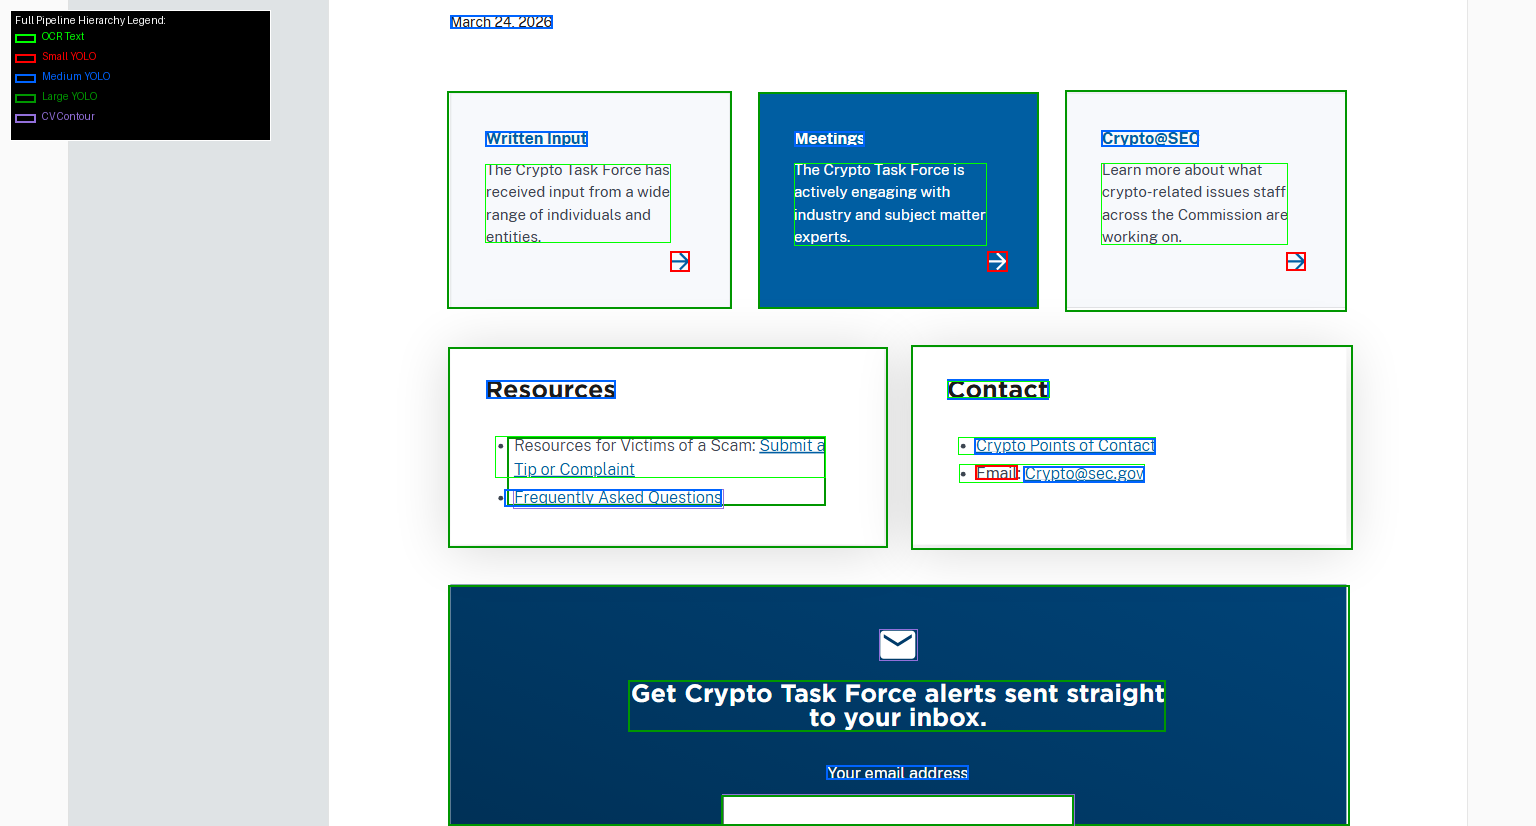 Full Pipeline Hierarchy Legend:
OCR Text
Small YOLO
Medium YOLO
Large YOLO
CV Contour
March 24, 2026
Written Input
The Crypto Task Force has
received input from a wide
range of individuals and
entities.
Meetings
The Crypto Task Force is
actively engaging with
industry and subject matter
experts.
Crypto@SEC
Learn more about what
crypto-related issues staff
across the Commission are
working on.
Resources
• Resources for Victims of a Scam: Submit a
Tip or Complaint
• Frequently Asked Questions
Contact
• Crypto Points of Contact
• Email: Crypto@sec.gov
Get Crypto Task Force alerts sent straight
to your inbox.
Your email address